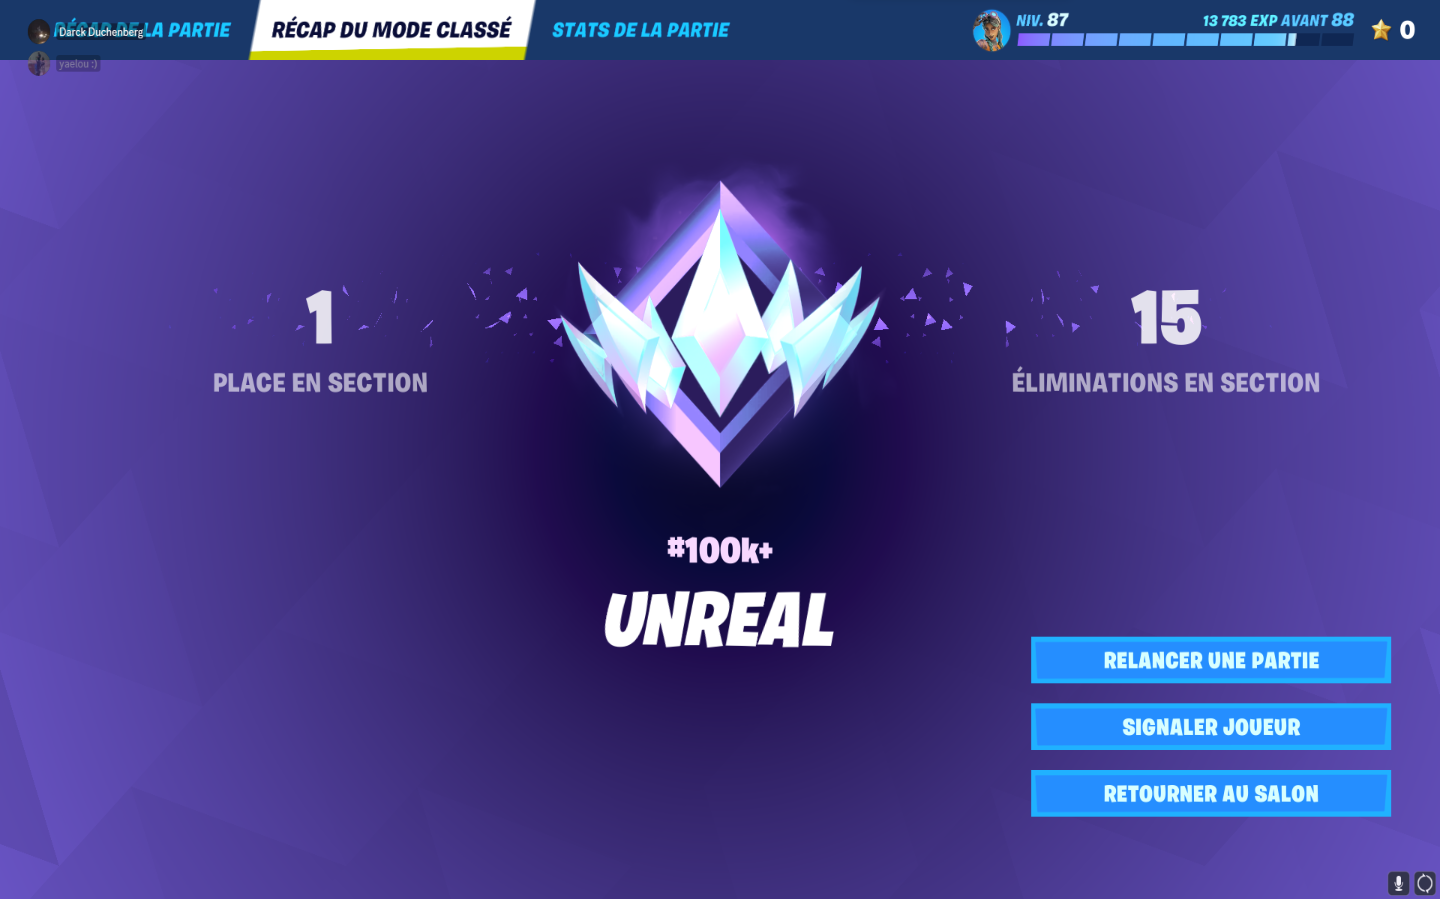 RÉCAP DE LA PARTIE
Darck Duchenberg
yaelou :)
RÉCAP DU MODE CLASSÉ
STATS DE LA PARTIE
NIV. 87
13 783 EXP AVANT 88
0
1
PLACE EN SECTION
15
ÉLIMINATIONS EN SECTION
#100k+
UNREAL
RELANCER UNE PARTIE
SIGNALER JOUEUR
RETOURNER AU SALON